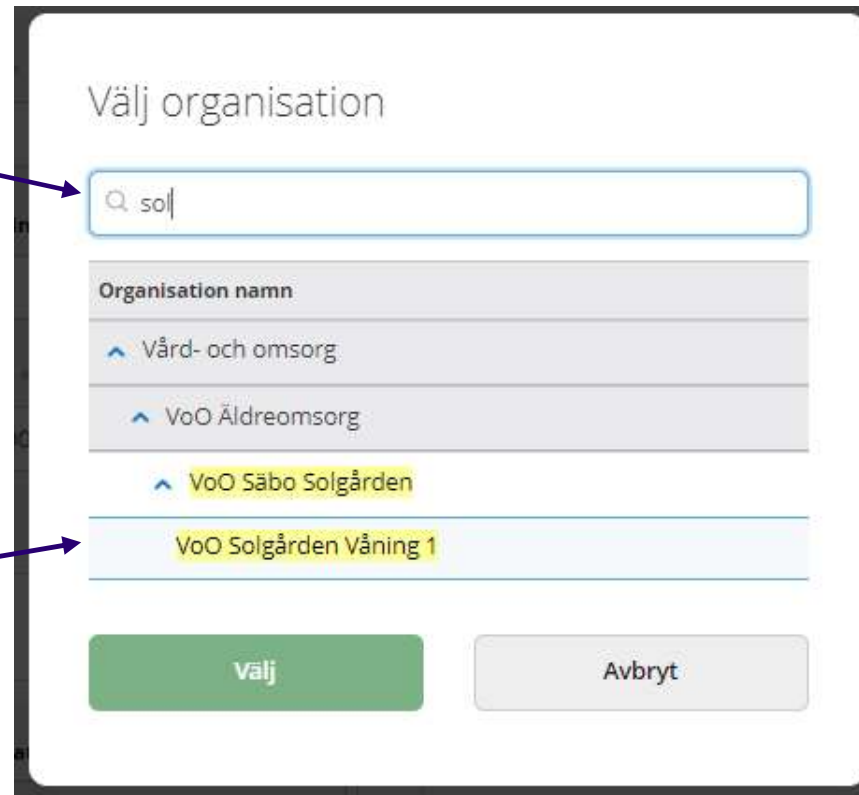 Välj organisation
sol
Organisation namn
Vård- och omsorg
VoO Äldreomsorg
VoO Säbo Solgården
VoO Solgården Våning 1
Välj
Avbryt